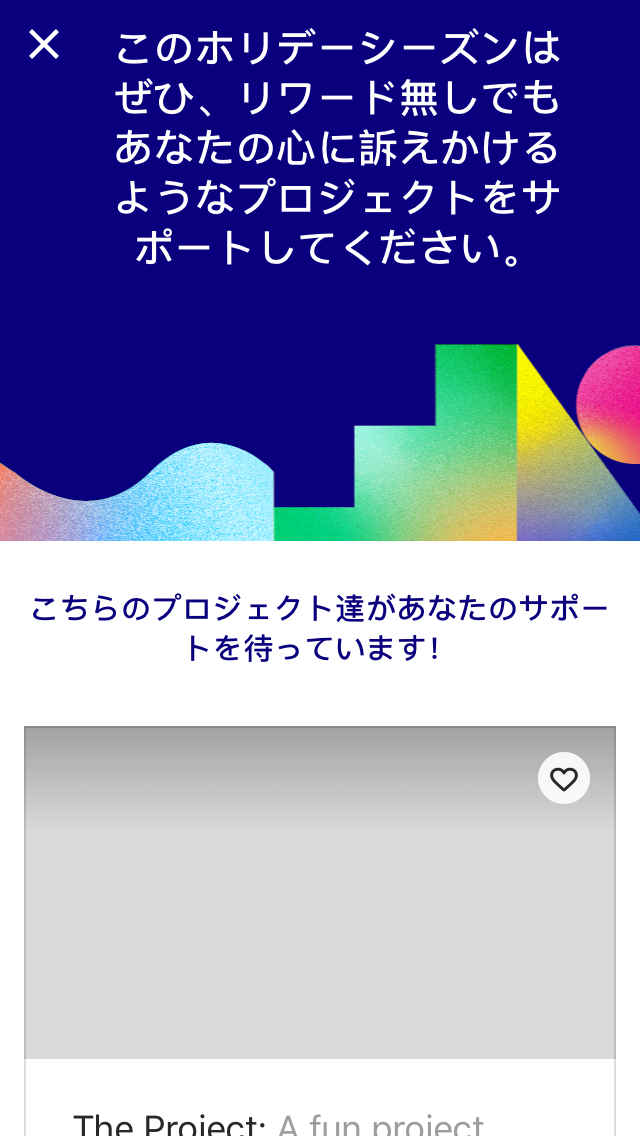 このホリデーシーズンは
ぜひ、リワード無しでも
あなたの心に訴えかける
ようなプロジェクトをサ
ポートしてください。
こちらのプロジェクト達があなたのサポー
トを待っています!
The Project: A fun project